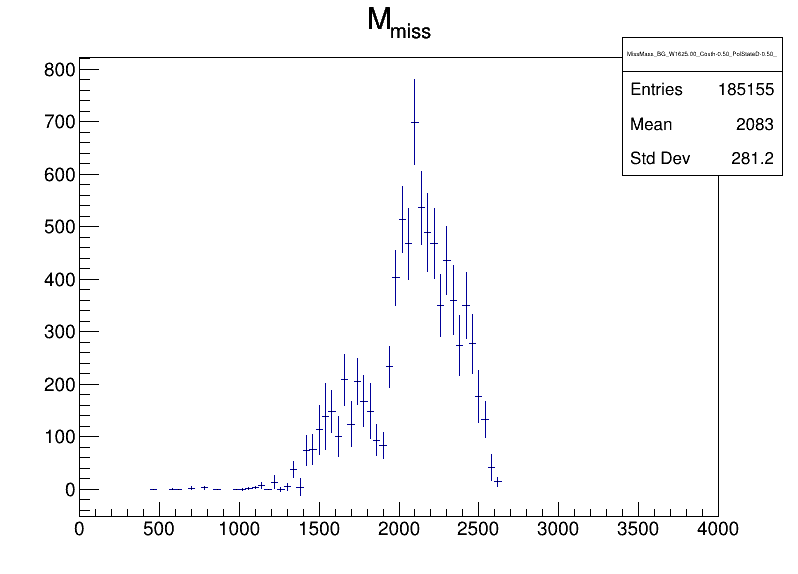 M_miss
MissMass_BG_W1625.00_Costh-0.50_PolStateD-0.50_
Entries 185155
Mean 2083
Std Dev 281.2
800
700
600
500
400
300
200
100
0
0 500 1000 1500 2000 2500 3000 3500 4000